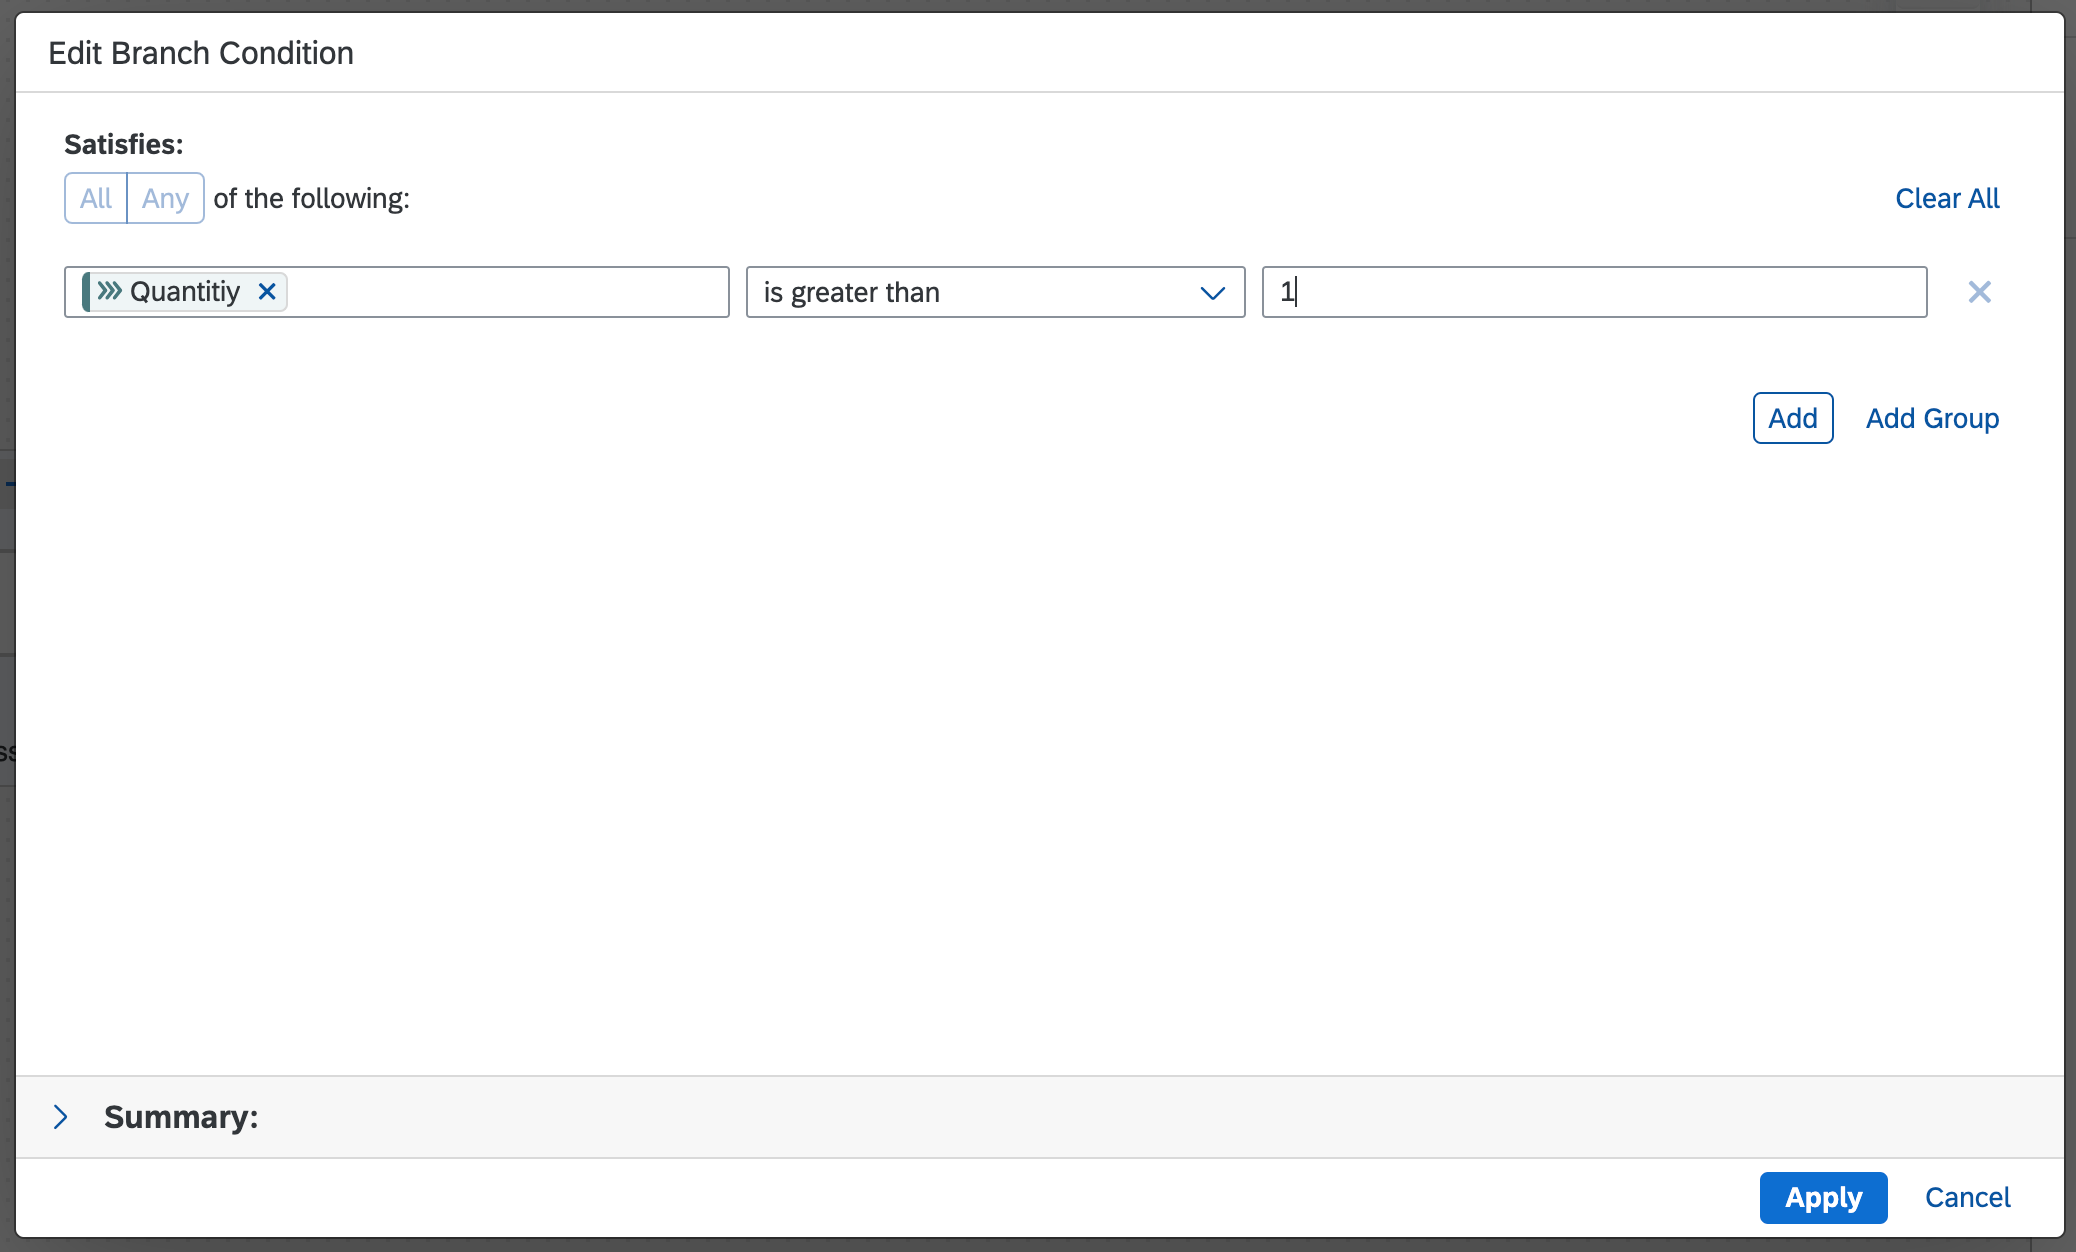 Edit Branch Condition
Satisfies:
All Any of the following:
Clear All
Quantitiy is greater than 1
Add Add Group
ss
Summary:
Apply Cancel